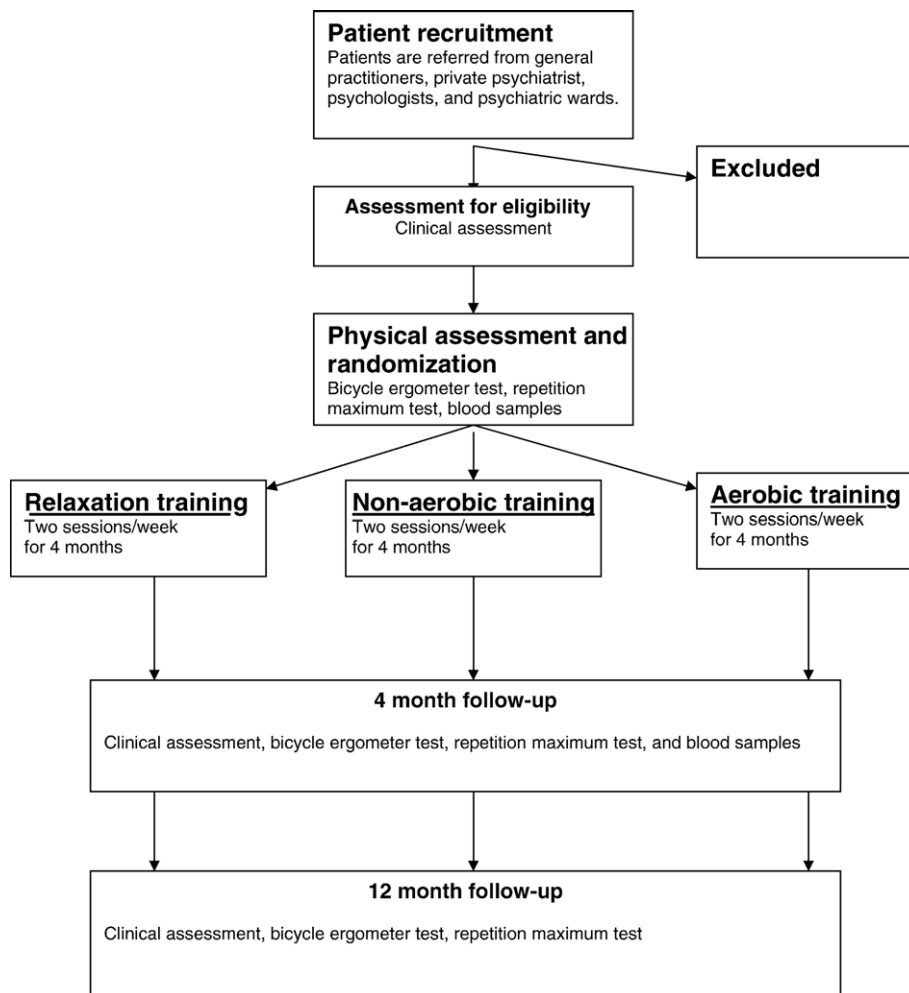 Patient recruitment
Patients are referred from general
practitioners, private psychiatrist,
psychologists, and psychiatric wards.
Excluded
Assessment for eligibility
Clinical assessment
Physical assessment and
randomization
Bicycle ergometer test, repetition
maximum test, blood samples
Relaxation training
Two sessions/week
for 4 months
Non-aerobic training
Two sessions/week
for 4 months
Aerobic training
Two sessions/week
for 4 months
4 month follow-up
Clinical assessment, bicycle ergometer test, repetition maximum test, and blood samples
12 month follow-up
Clinical assessment, bicycle ergometer test, repetition maximum test